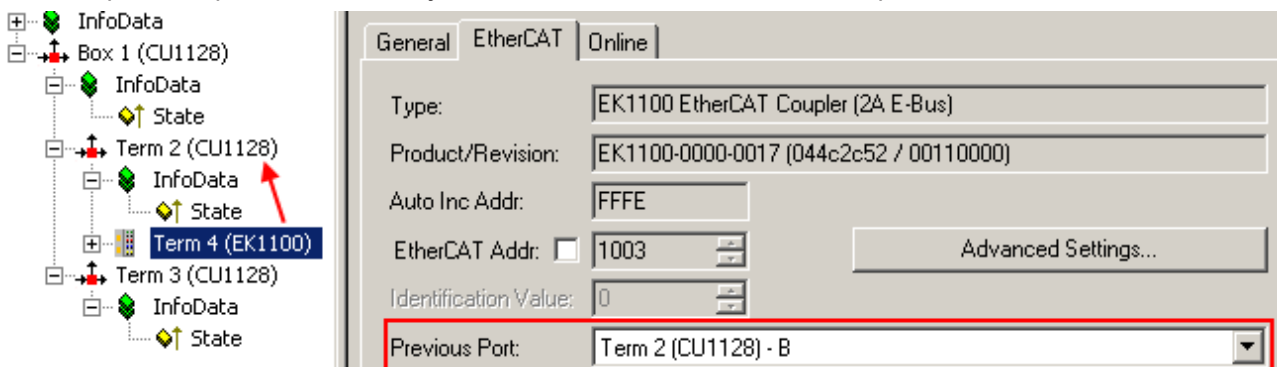 InfoData
Box 1 (CU1128)
InfoData
State
Term 2 (CU1128)
InfoData
State
Term 4 (EK1100)
Term 3 (CU1128)
InfoData
State
General EtherCAT Online
Type: EK1100 EtherCAT Coupler (2A E-Bus)
Product/Revision: EK1100-0000-0017 (044c2c52 / 00110000)
Auto Inc Addr: FFFE
EtherCAT Addr: 1003 Advanced Settings...
Identification Value: 0
Previous Port: Term 2 (CU1128) - B